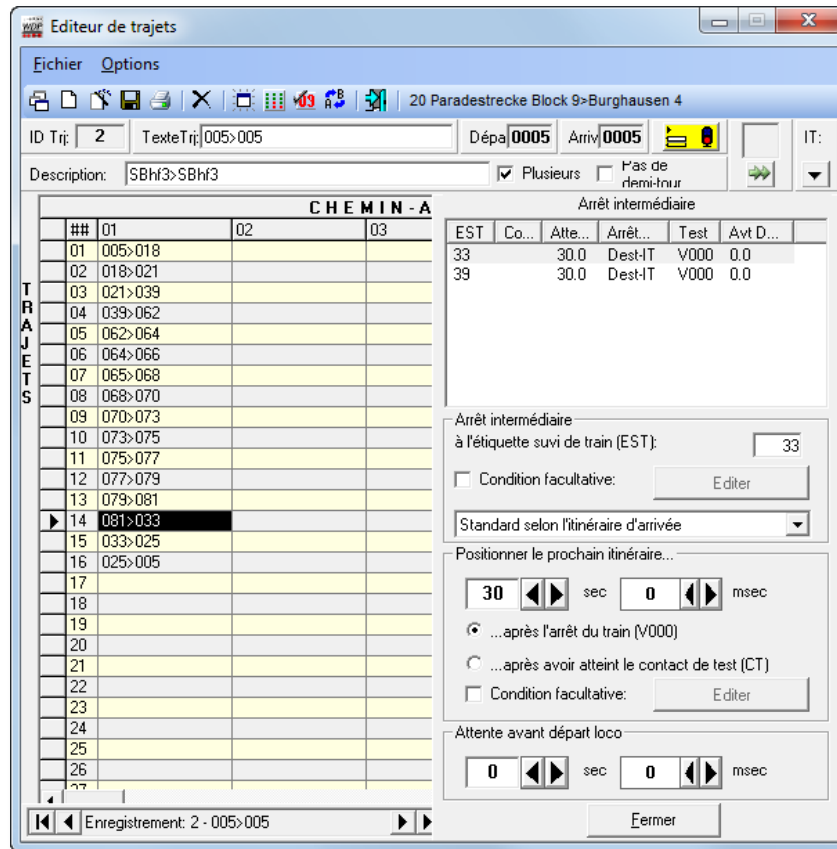 Editeur de trajets
Fichier Options
20 Paradestrecke Block 9>Burghausen 4
ID Trj: 2 TexteTrj: 005>005 Dépa 0005 Arriv 0005 IT:
Description: SBhf3>SBhf3 Plusieurs Pas de demi-tour
CHEMIN-A
TRAJETS
## 01 02 03
01 005>018
02 018>021
03 021>039
04 039>062
05 062>064
06 064>066
07 065>068
08 068>070
09 070>073
10 073>075
11 075>077
12 077>079
13 079>081
14 081>033
15 033>025
16 025>005
17
18
19
20
21
22
23
24
25
26
27
Enregistrement: 2 - 005>005
Arrêt intermédiaire
EST Co... Atte... Arrêt... Test Avt D...
33 30.0 Dest-IT V000 0.0
39 30.0 Dest-IT V000 0.0
Arrêt intermédiaire
à l'étiquette suvi de train (EST): 33
Condition facultative: Editer
Standard selon l'itinéraire d'arrivée
Positionner le prochain itinéraire...
30 sec 0 msec
...après l'arrêt du train (V000)
...après avoir atteint le contact de test (CT)
Condition facultative: Editer
Attente avant départ loco
0 sec 0 msec
Fermer